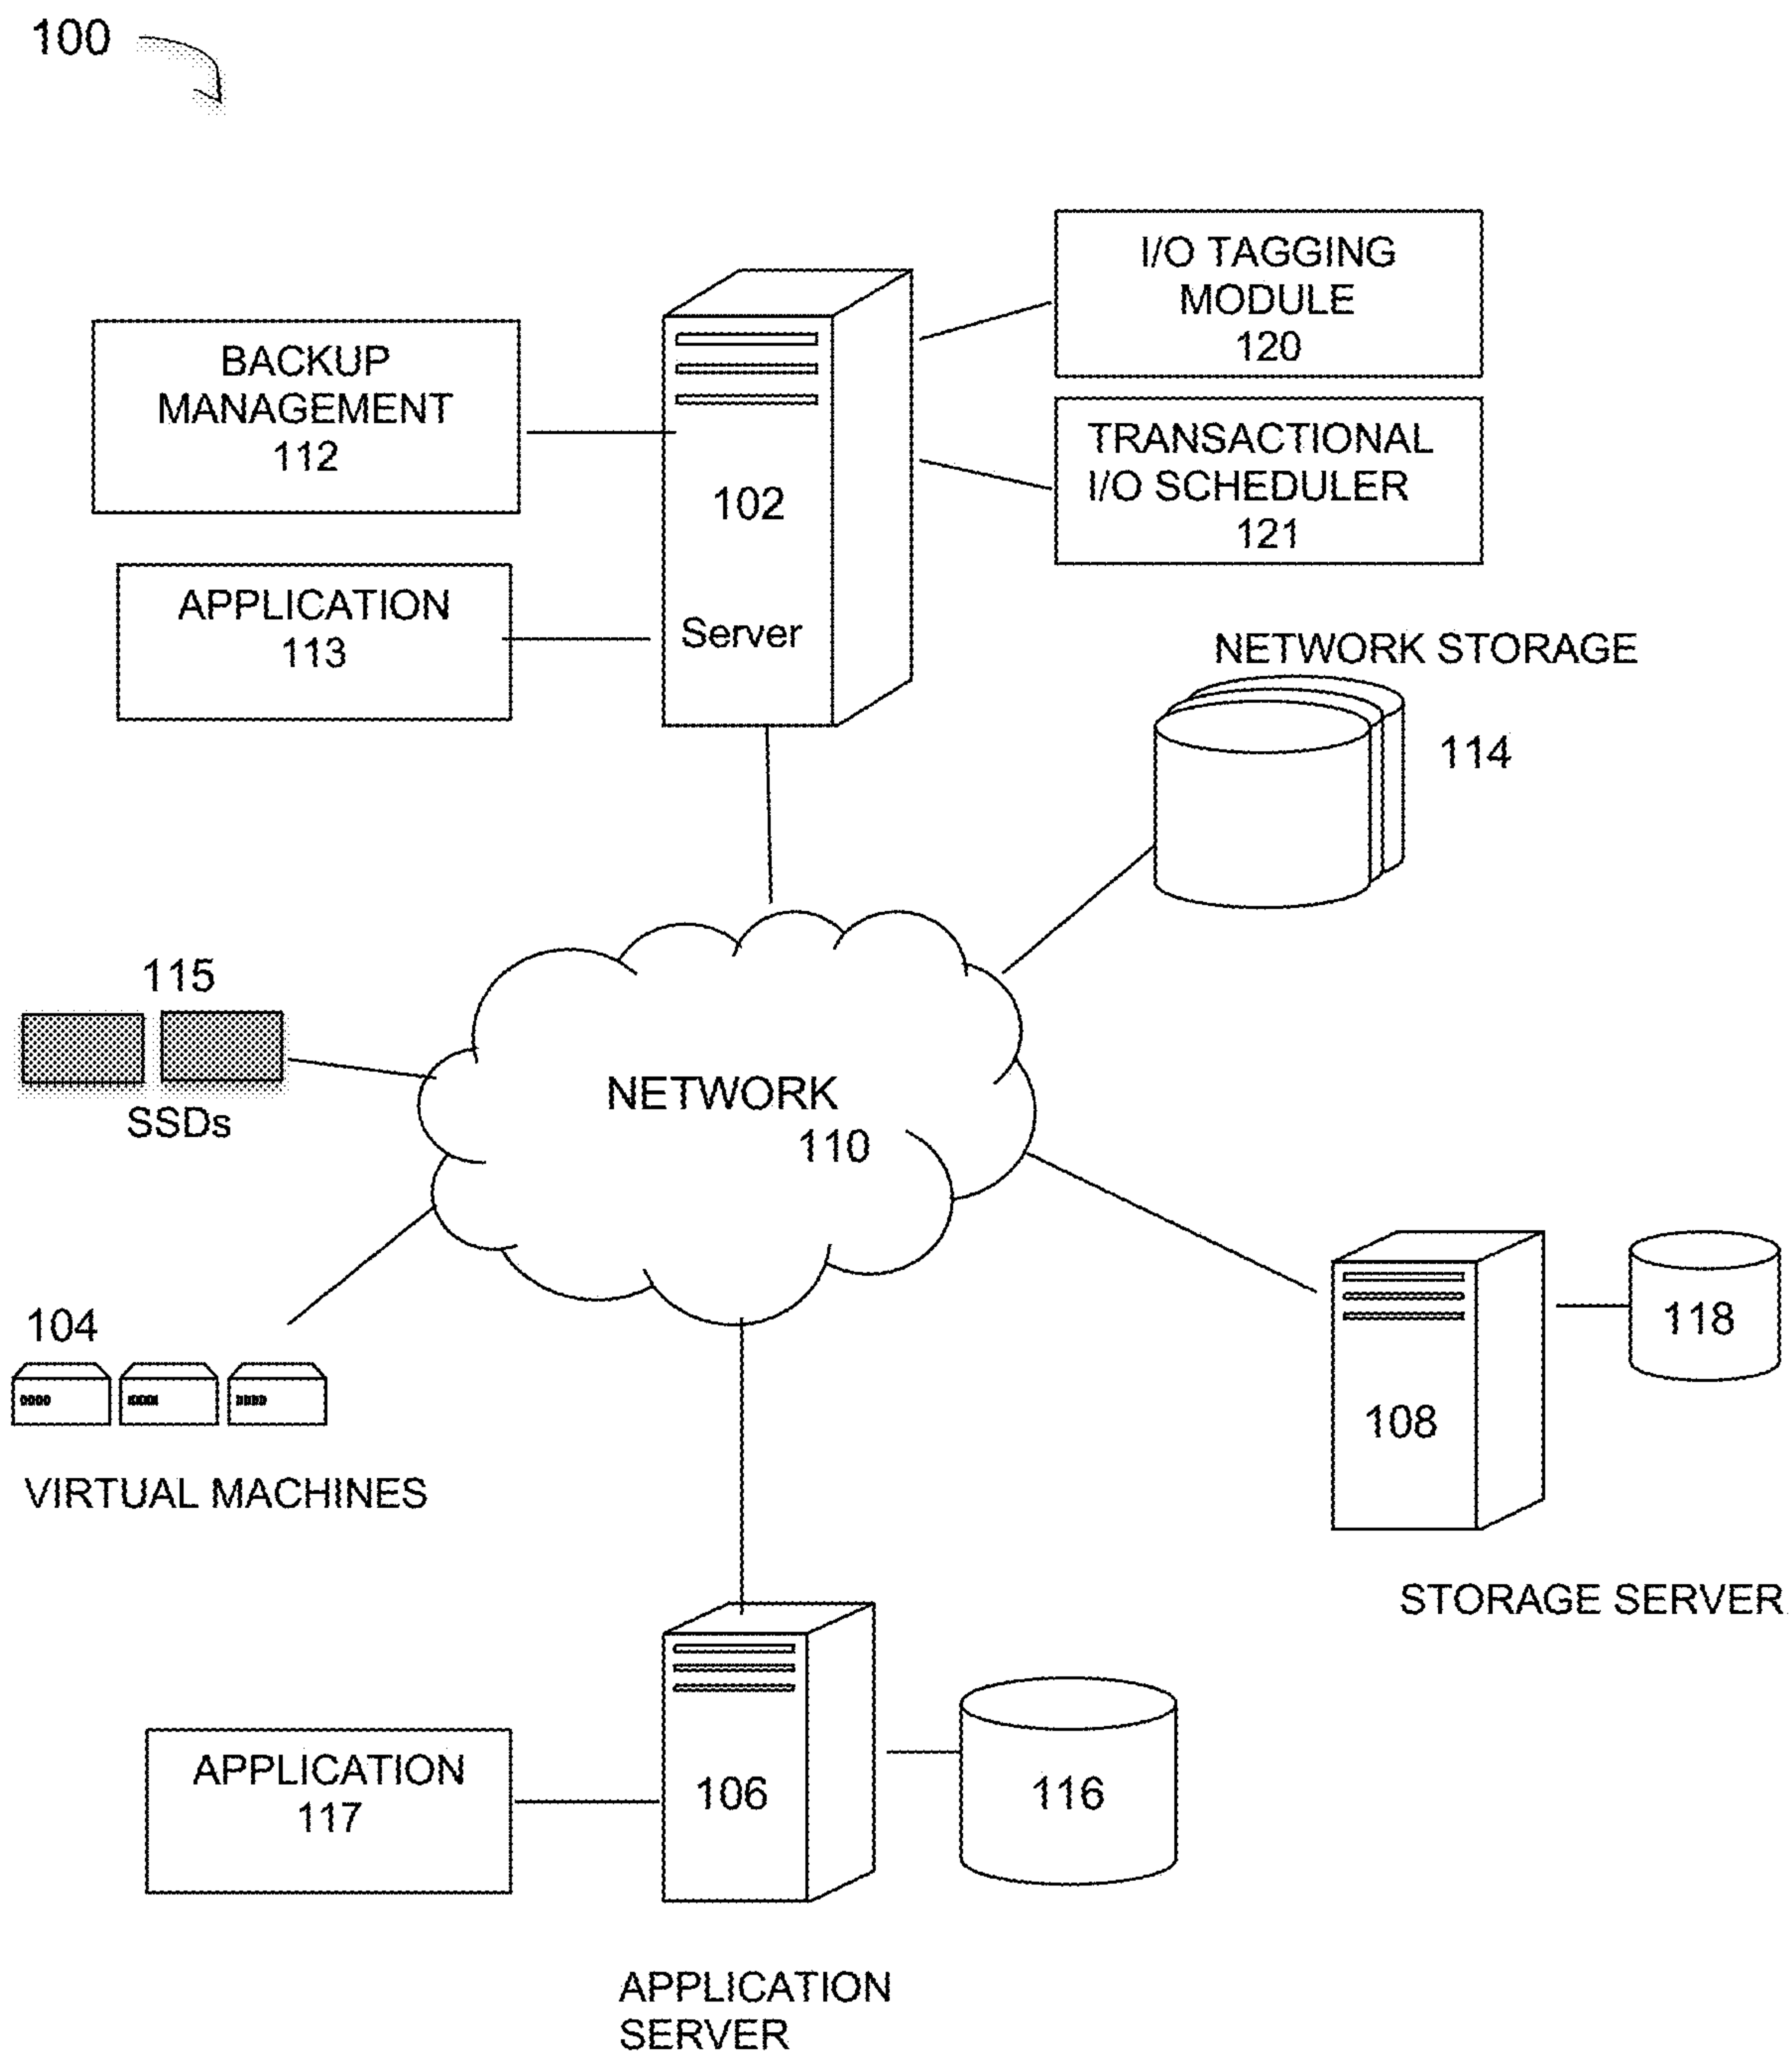 100
I/O TAGGING
MODULE
120
BACKUP
MANAGEMENT
112
TRANSACTIONAL
I/O SCHEDULER
121
102
APPLICATION
113
Server
NETWORK STORAGE
114
115
SSDs
NETWORK
110
104
VIRTUAL MACHINES
118
108
STORAGE SERVER
APPLICATION
117
106
116
APPLICATION
SERVER